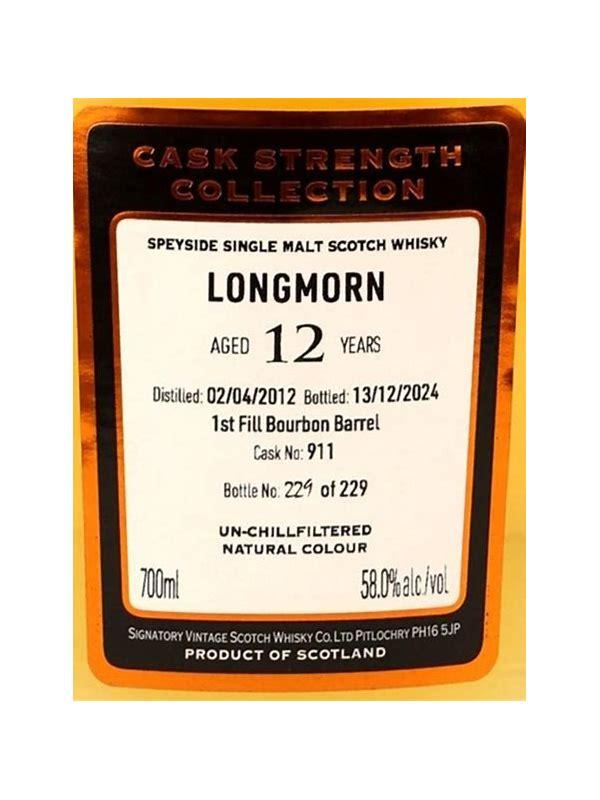 CASK STRENGTH
COLLECTION
SPEYSIDE SINGLE MALT SCOTCH WHISKY
LONGMORN
AGED 12 YEARS
Distilled: 02/04/2012 Bottled: 13/12/2024
1st Fill Bourbon Barrel
Cask No: 911
Bottle No. 229 of 229
UN-CHILLFILTERED
NATURAL COLOUR
700ml 58.0%alc/vol
SIGNATORY VINTAGE SCOTCH WHISKY CO. LTD PITLOCHRY PH16 5JP
PRODUCT OF SCOTLAND